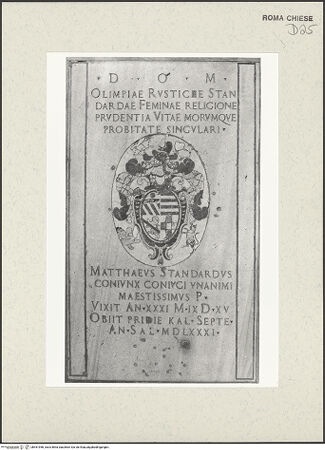 ROMA CHIESE
D25
· D · O · M ·
OLIMPIAE RVSTICHE STAN
DARDAE FEMINAE RELIGIONE
PRVDENTIA VITAE MORVMQVE
PROBITATE SINGVLARI ·
MATTHAEVS STANDARDVS
CONIVNX CONIVGI VNANIMI
MAESTISSIMVS P ·
VIXIT AN · XXXI M · IX D · XV
OBIIT PRIDIE KAL · SEPTE ·
AN · SAL · MDLXXXI ·